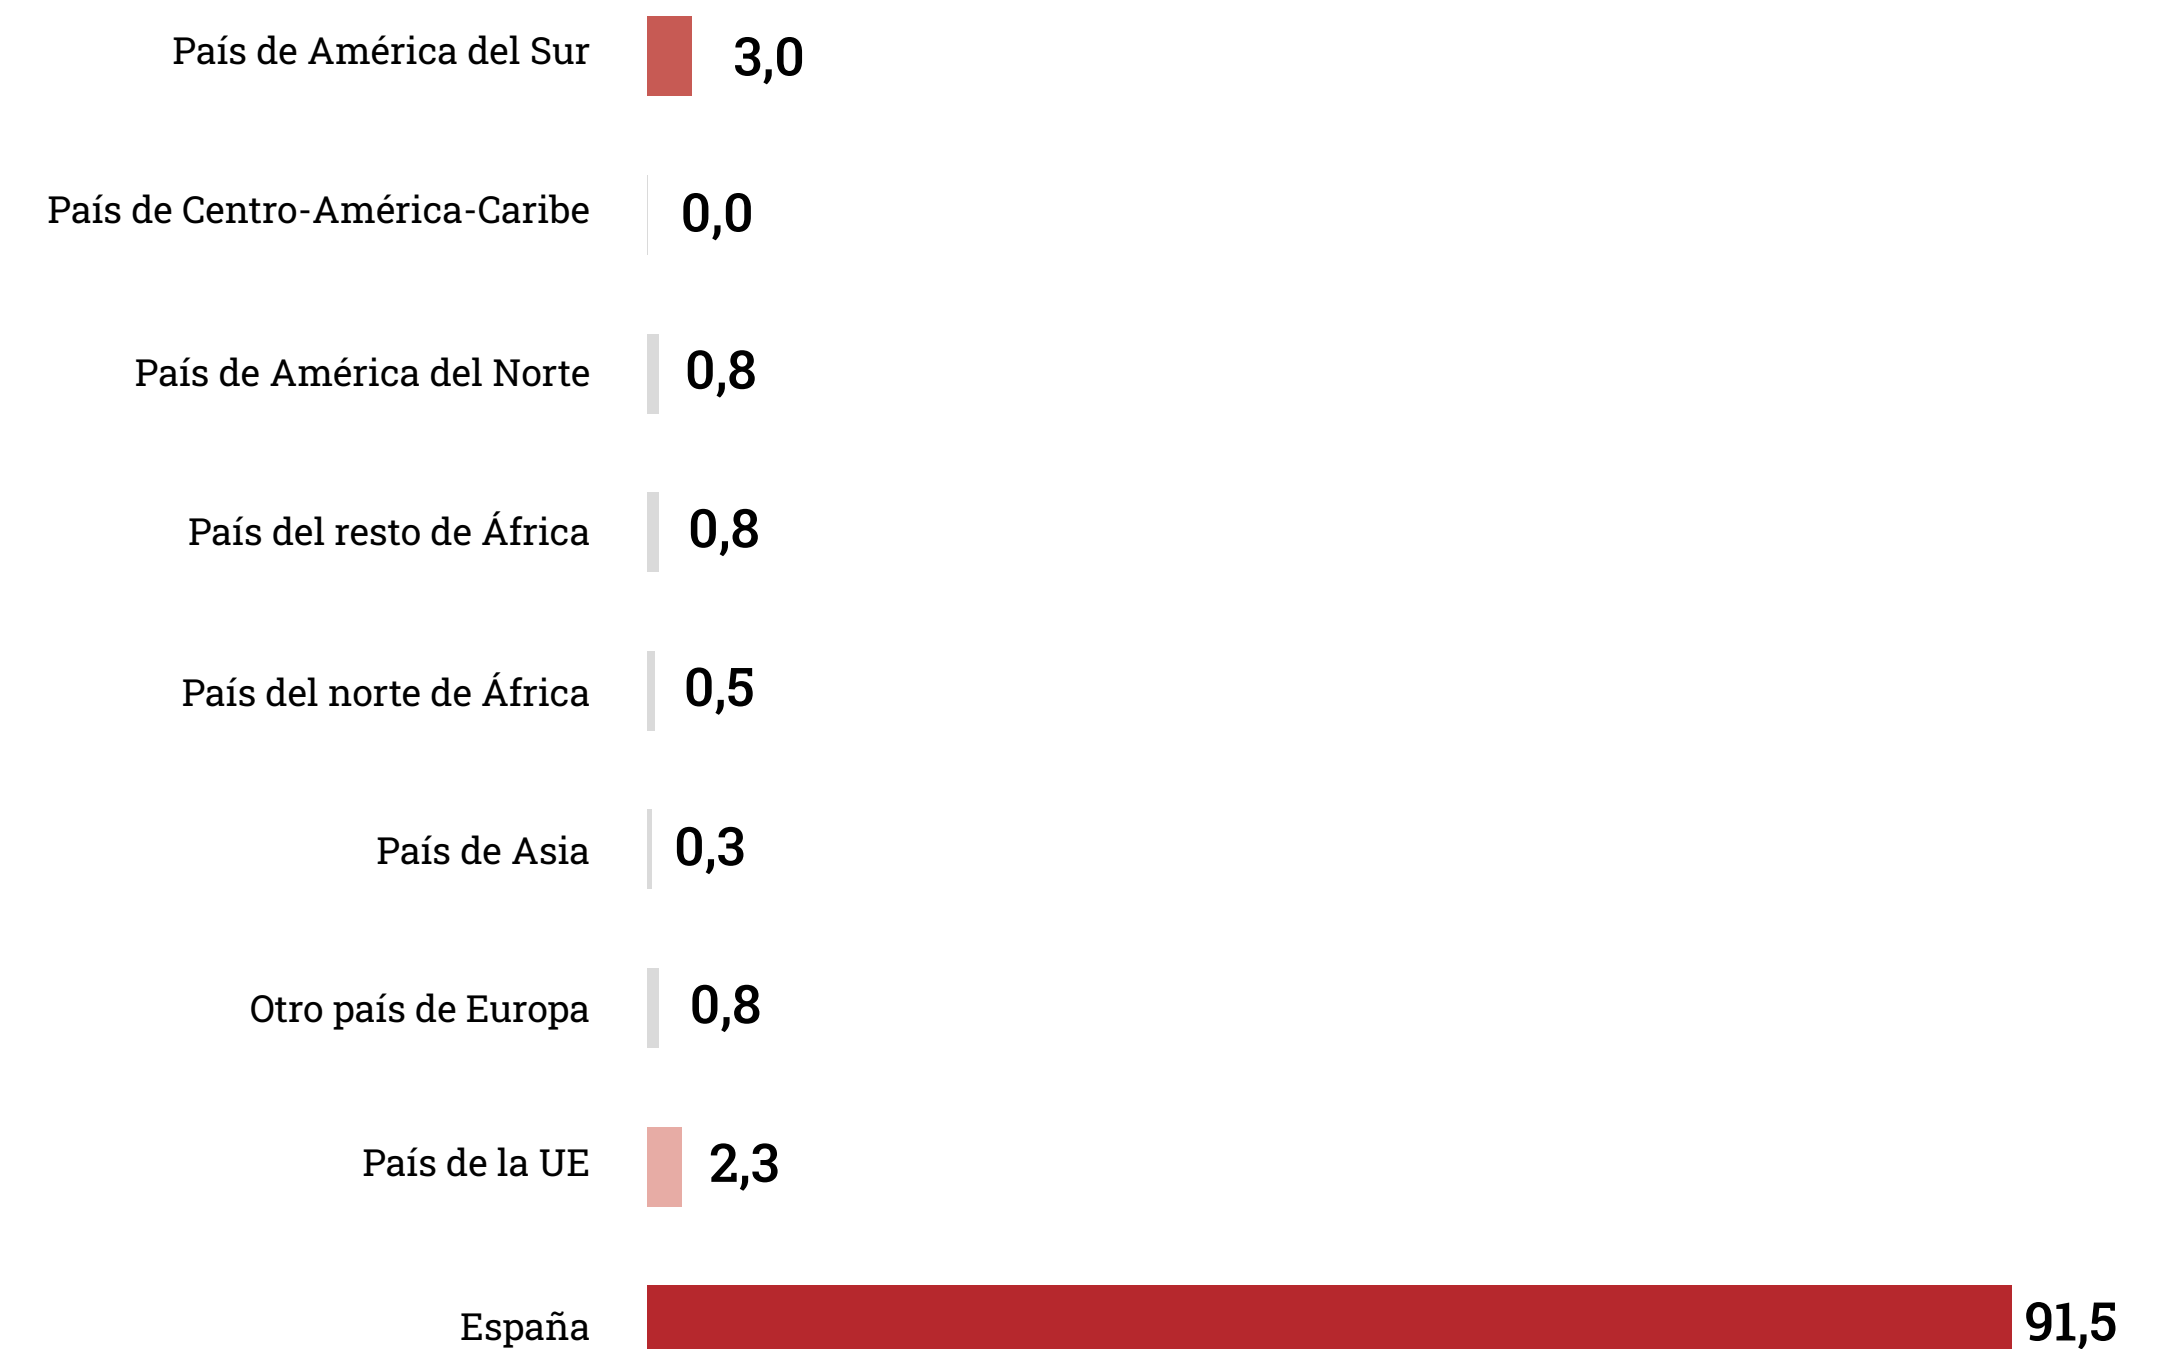 País de América del Sur 3,0
País de Centro-América-Caribe 0,0
País de América del Norte 0,8
País del resto de África 0,8
País del norte de África 0,5
País de Asia 0,3
Otro país de Europa 0,8
País de la UE 2,3
España 91,5